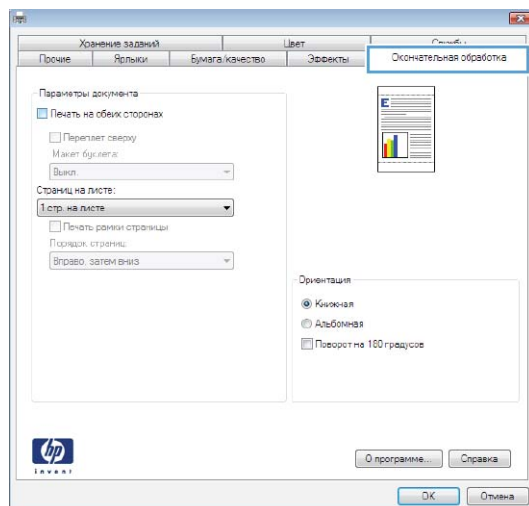 Хранение заданий Цвет Службы
Прочие Ярлыки Бумага/качество Эффекты Окончательная обработка
Параметры документа
Печать на обеих сторонах
Переплет сверху
Макет буклета:
Выкл.
Страниц на листе:
1 стр. на листе
Печать рамки страницы
Порядок страниц:
Вправо, затем вниз
E
Ориентация
Книжная
Альбомная
Поворот на 180 градусов
hp
invent
О программе... Справка
OK Отмена